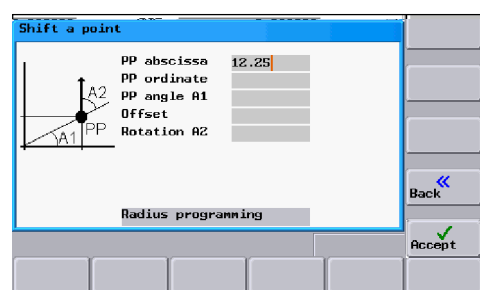 Shift a point
PP abscissa 12.25
PP ordinate
PP angle A1
Offset
Rotation A2
A2
PP
A1
Radius programming
Back
Accept